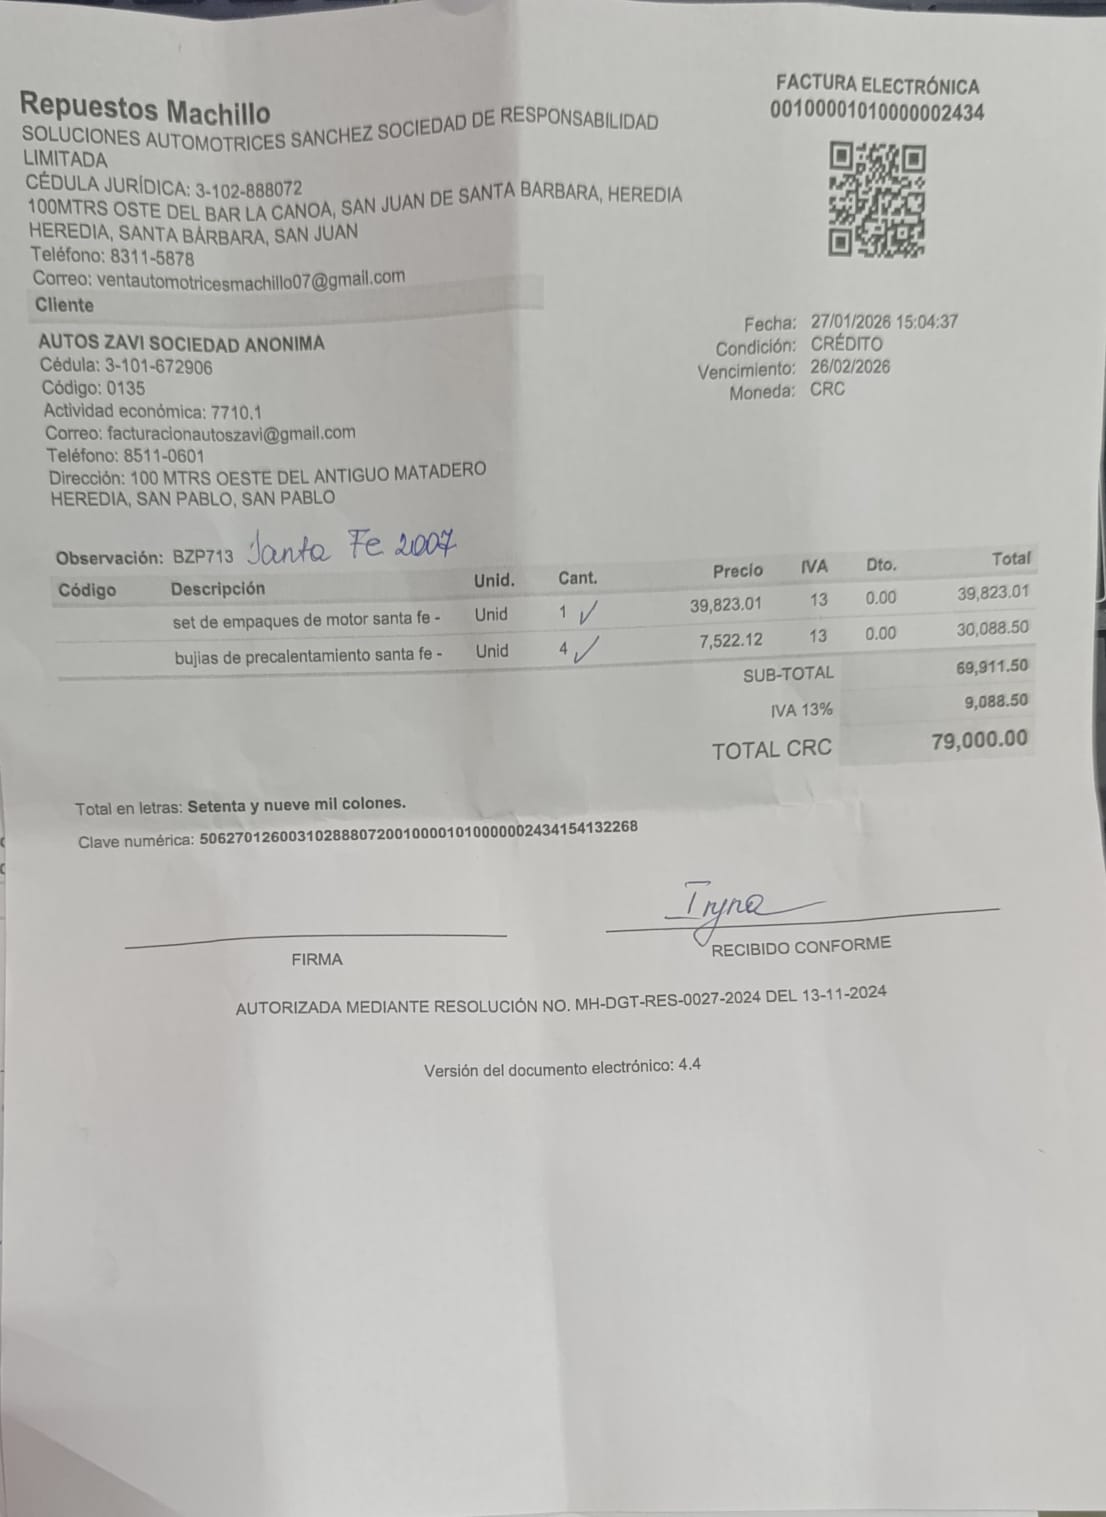 FACTURA ELECTRÓNICA
00100001010000002434
Repuestos Machillo
SOLUCIONES AUTOMOTRICES SANCHEZ SOCIEDAD DE RESPONSABILIDAD
LIMITADA
CÉDULA JURÍDICA: 3-102-888072
100MTRS OSTE DEL BAR LA CANOA, SAN JUAN DE SANTA BARBARA, HEREDIA
HEREDIA, SANTA BÁRBARA, SAN JUAN
Teléfono: 8311-5878
Correo: ventautomotricesmachillo07@gmail.com
Cliente
AUTOS ZAVI SOCIEDAD ANONIMA
Cédula: 3-101-672906
Código: 0135
Actividad económica: 7710.1
Correo: facturacionautoszavi@gmail.com
Teléfono: 8511-0601
Dirección: 100 MTRS OESTE DEL ANTIGUO MATADERO
HEREDIA, SAN PABLO, SAN PABLO
Fecha: 27/01/2026 15:04:37
Condición: CRÉDITO
Vencimiento: 26/02/2026
Moneda: CRC
Observación: BZP713 Santa Fe 2007
Código Descripción Unid. Cant. Precio IVA Dto. Total
set de empaques de motor santa fe - Unid 1 ✓ 39,823.01 13 0.00 39,823.01
bujias de precalentamiento santa fe - Unid 4 ✓ 7,522.12 13 0.00 30,088.50
SUB-TOTAL 69,911.50
IVA 13% 9,088.50
TOTAL CRC 79,000.00
Total en letras: Setenta y nueve mil colones.
Clave numérica: 50627012600310288807200100001010000002434154132268
Iryna
FIRMA
RECIBIDO CONFORME
AUTORIZADA MEDIANTE RESOLUCIÓN NO. MH-DGT-RES-0027-2024 DEL 13-11-2024
Versión del documento electrónico: 4.4